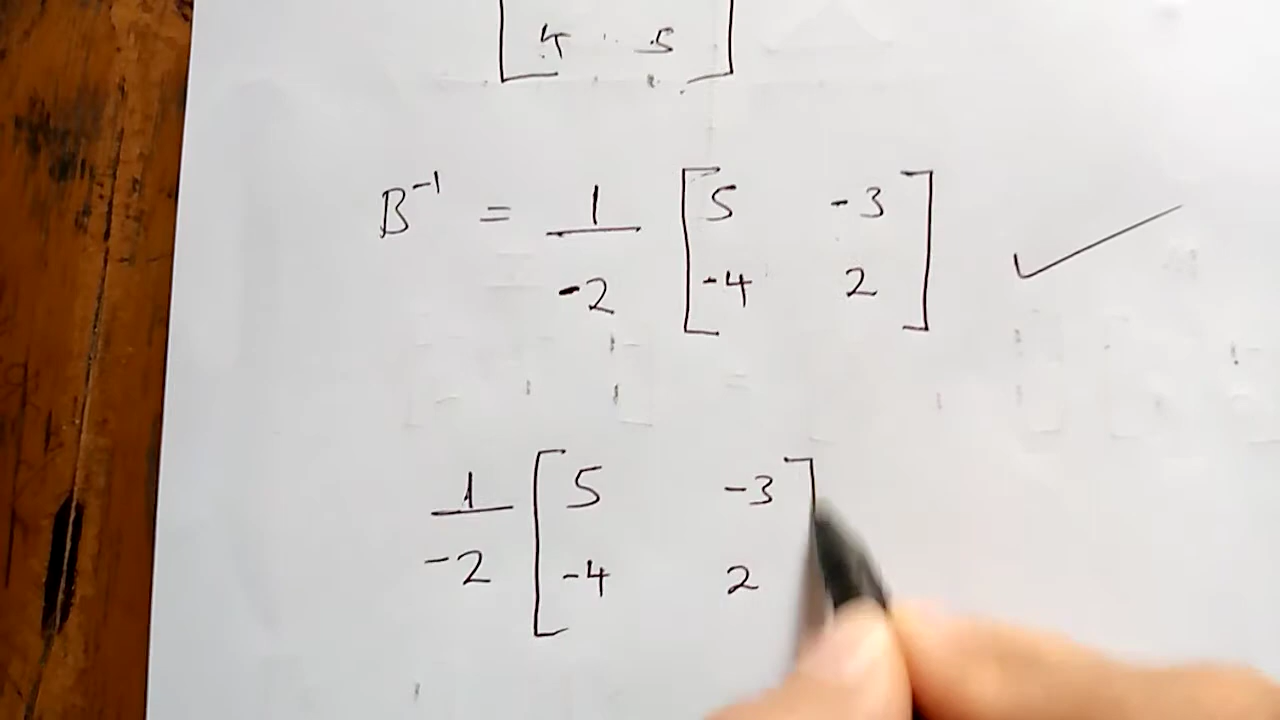 4 5
B⁻¹ = 1/-2 [5 -3
-4 2] ✓
1/-2 [5 -3]
-4 2